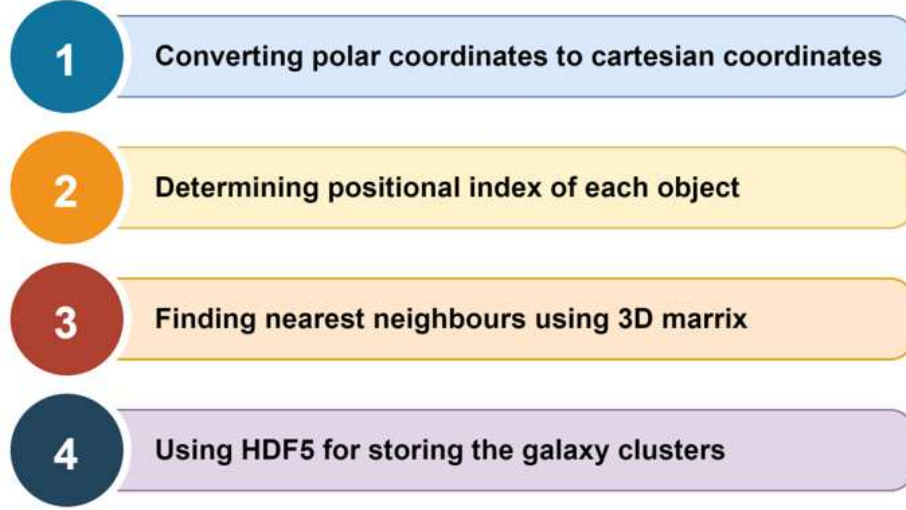 1 Converting polar coordinates to cartesian coordinates
2 Determining positional index of each object
3 Finding nearest neighbours using 3D marrix
4 Using HDF5 for storing the galaxy clusters